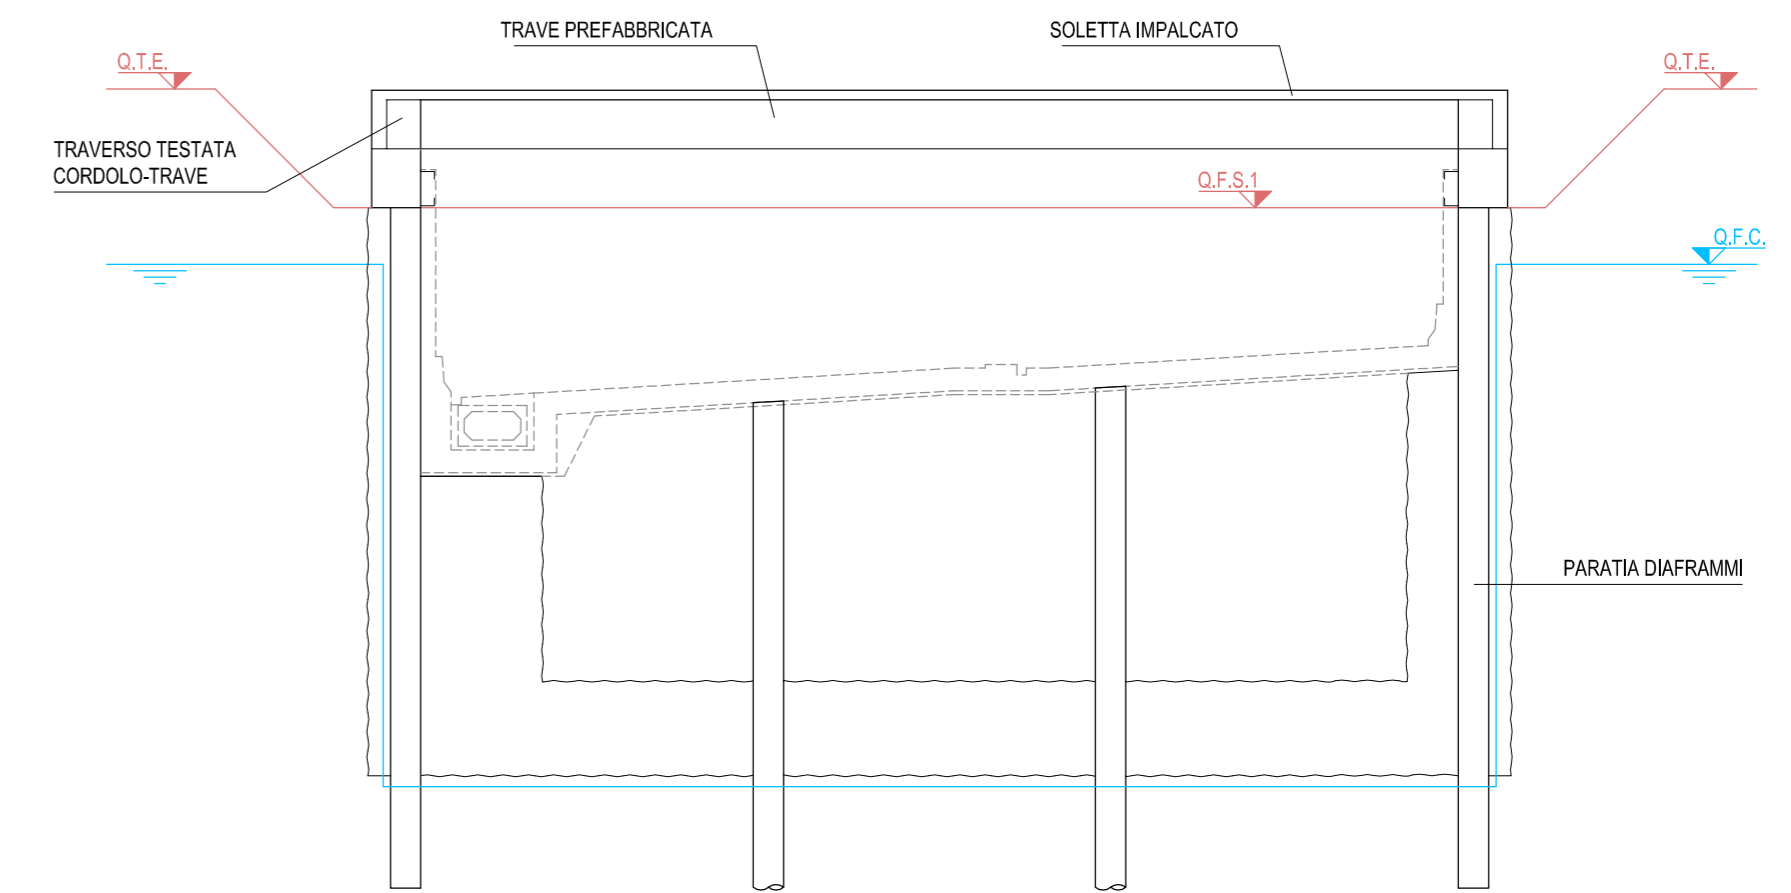 TRAVE PREFABBRICATA
SOLETTA IMPALCATO
Q.T.E.
Q.T.E.
TRAVERSO TESTATA
CORDOLO-TRAVE
Q.F.S.1
Q.F.C.
PARATIA DIAFRAMMI